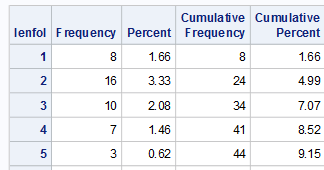 Cumulative Cumulative
lenfol Frequency Percent Frequency Percent
1 8 1.66 8 1.66
2 16 3.33 24 4.99
3 10 2.08 34 7.07
4 7 1.46 41 8.52
5 3 0.62 44 9.15